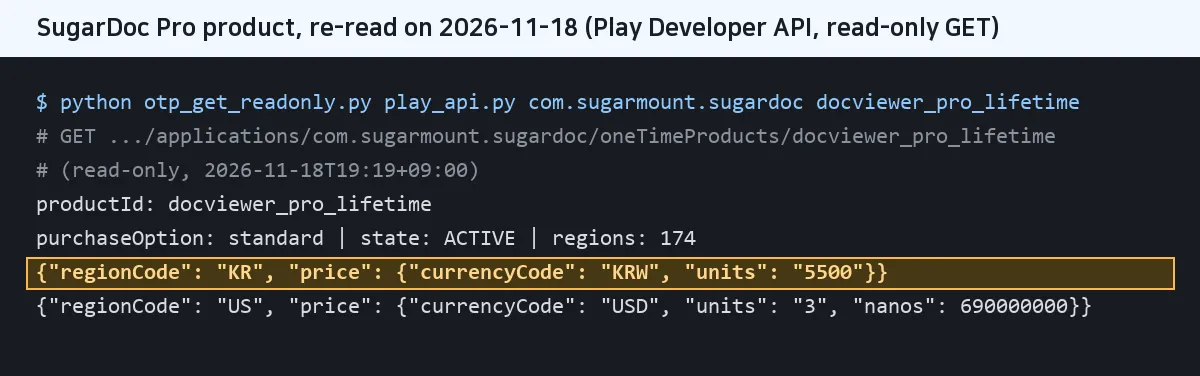 SugarDoc Pro product, re-read on 2026-11-18 (Play Developer API, read-only GET)
$ python otp_get_readonly.py play_api.py com.sugarmount.sugardoc docviewer_pro_lifetime
# GET .../applications/com.sugarmount.sugardoc/oneTimeProducts/docviewer_pro_lifetime
# (read-only, 2026-11-18T19:19+09:00)
productId: docviewer_pro_lifetime
purchaseOption: standard | state: ACTIVE | regions: 174
{"regionCode": "KR", "price": {"currencyCode": "KRW", "units": "5500"}}
{"regionCode": "US", "price": {"currencyCode": "USD", "units": "3", "nanos": 690000000}}